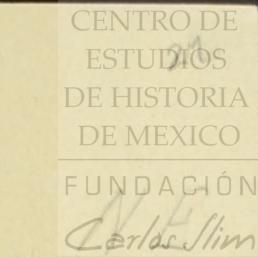 CENTRO DE
ESTUDIOS
DE HISTORIA
DE MEXICO
FUNDACIÓN
Carlos Slim